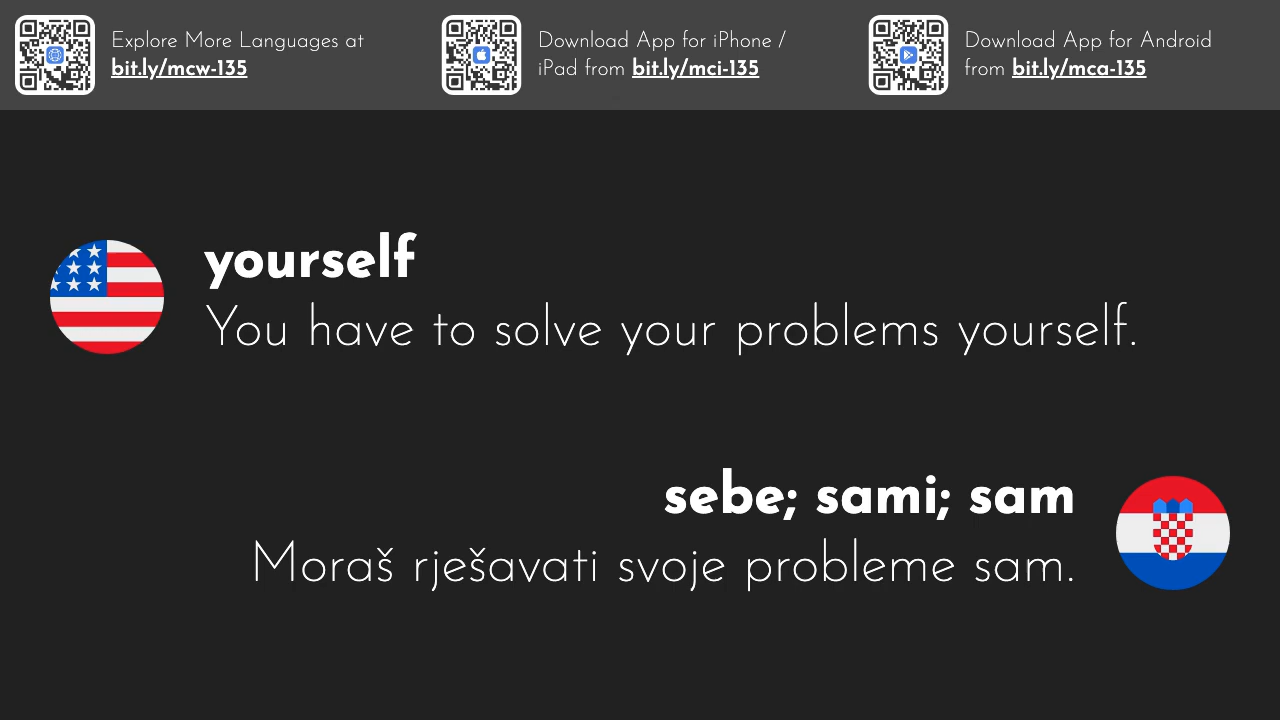 Explore More Languages at
bit.ly/mcw-135
Download App for iPhone /
iPad from bit.ly/mci-135
Download App for Android
from bit.ly/mca-135
yourself
You have to solve your problems yourself.
sebe; sami; sam
Moraš rješavati svoje probleme sam.